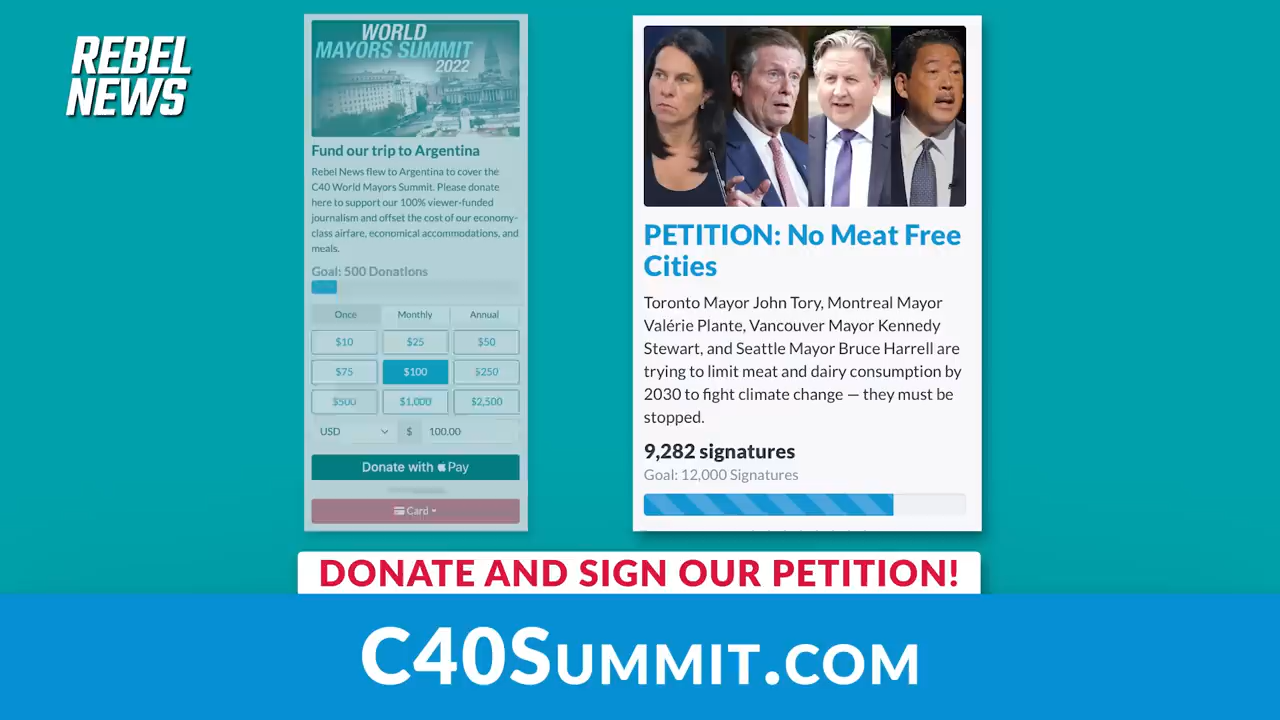 REBEL
NEWS
WORLD
MAYORS SUMMIT
2022
Fund our trip to Argentina
Rebel News flew to Argentina to cover the
C40 World Mayors Summit. Please donate
here to support our 100% viewer-funded
journalism and offset the cost of our economy-
class airfare, economical accommodations, and
meals.
Goal: 500 Donations
Once Monthly Annual
$10 $25 $50
$75 $100 $250
$500 $1,000 $2,500
USD $ 100.00
Donate with Pay
Card
PETITION: No Meat Free
Cities
Toronto Mayor John Tory, Montreal Mayor
Valérie Plante, Vancouver Mayor Kennedy
Stewart, and Seattle Mayor Bruce Harrell are
trying to limit meat and dairy consumption by
2030 to fight climate change — they must be
stopped.
9,282 signatures
Goal: 12,000 Signatures
DONATE AND SIGN OUR PETITION!
C40SUMMIT.COM